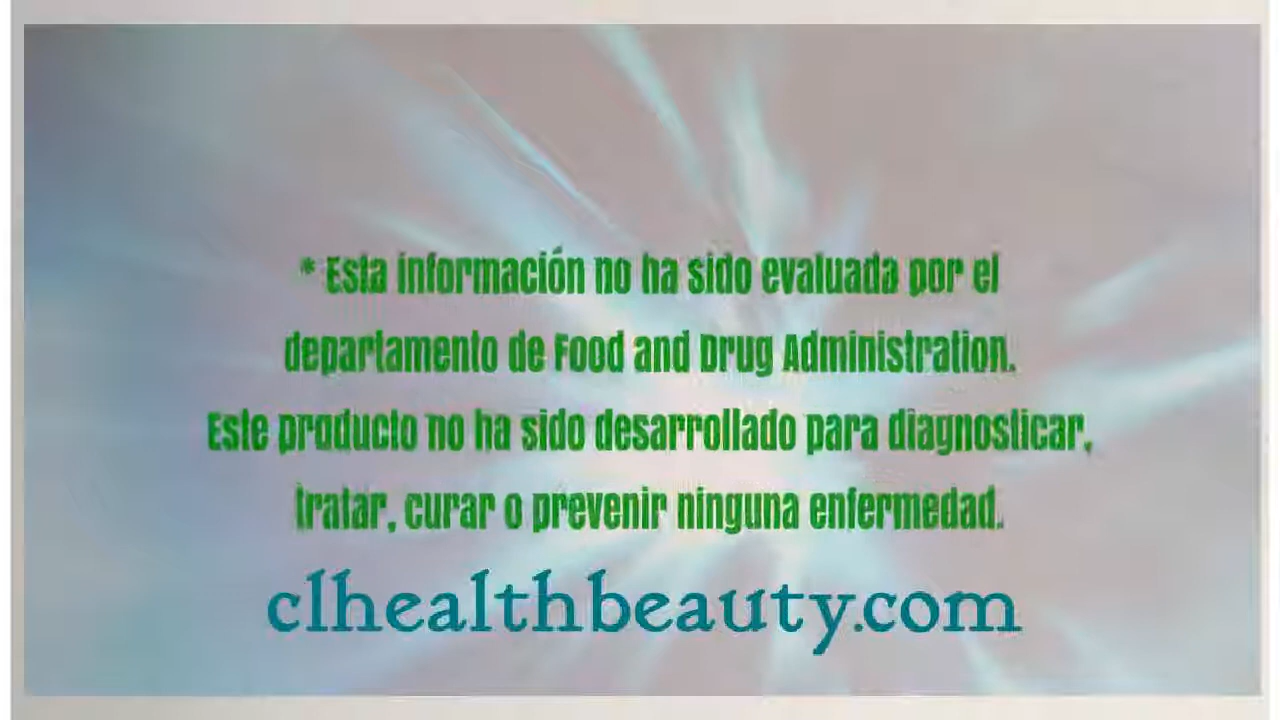 * Esta información no ha sido evaluada por el
departamento de Food and Drug Administration.
Este producto no ha sido desarrollado para diagnosticar,
tratar, curar o prevenir ninguna enfermedad.
clhealthbeauty.com